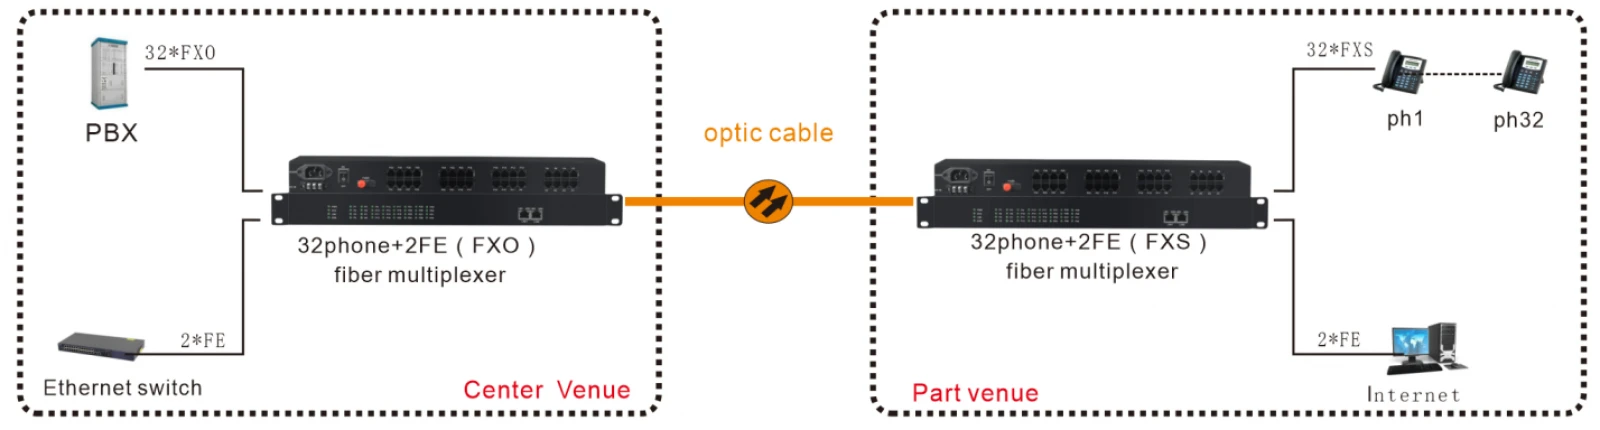 32*FXO
PBX
32phone+2FE ( FXO )
fiber multiplexer
2*FE
Ethernet switch
Center Venue
optic cable
32*FXS
ph1
ph32
32phone+2FE ( FXS )
fiber multiplexer
2*FE
Internet
Part venue